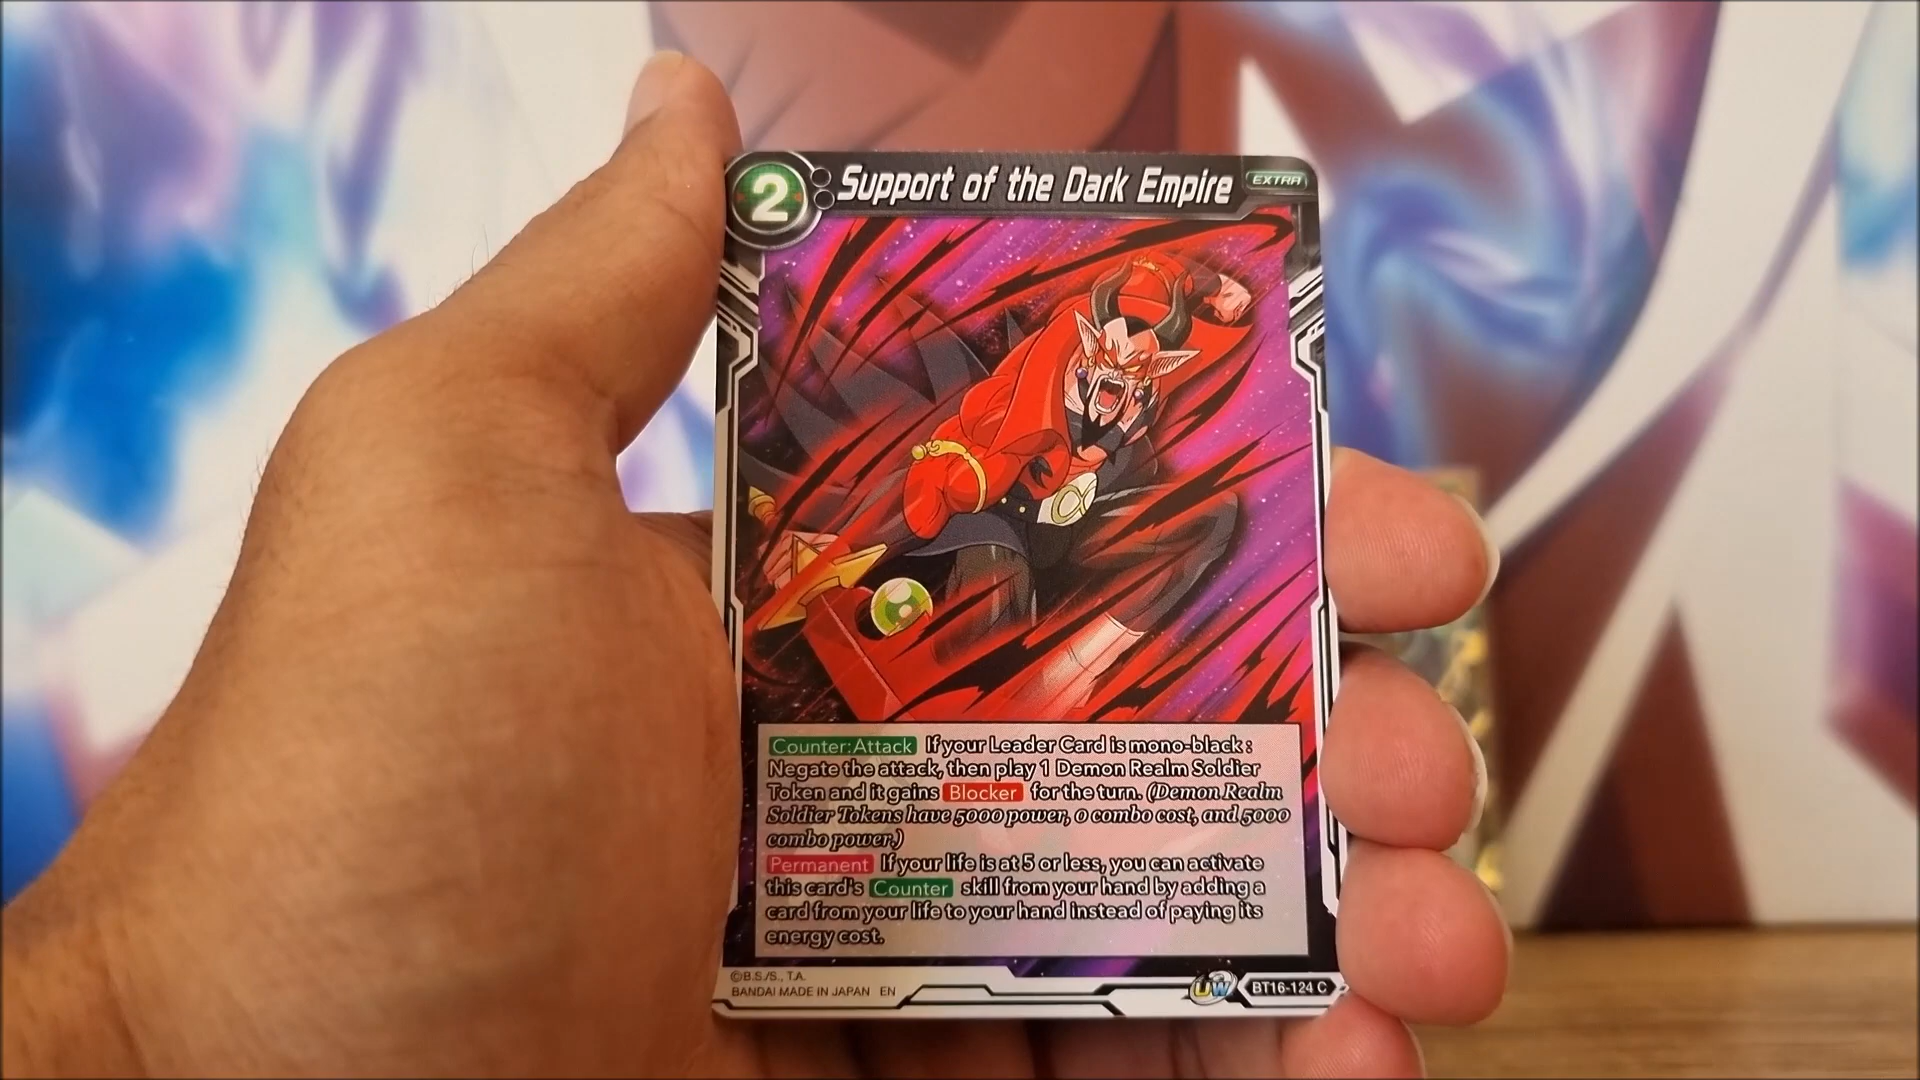 2 Support of the Dark Empire EXTRA
Counter:Attack If your Leader Card is mono-black :
Negate the attack, then play 1 Demon Realm Soldier
Token and it gains Blocker for the turn. (Demon Realm
Soldier Tokens have 5000 power, 0 combo cost, and 5000
combo power.)
Permanent If your life is at 5 or less, you can activate
this card's Counter skill from your hand by adding a
card from your life to your hand instead of paying its
energy cost.
©B.S./S., T.A.
BANDAI MADE IN JAPAN EN
UW BT16-124 C